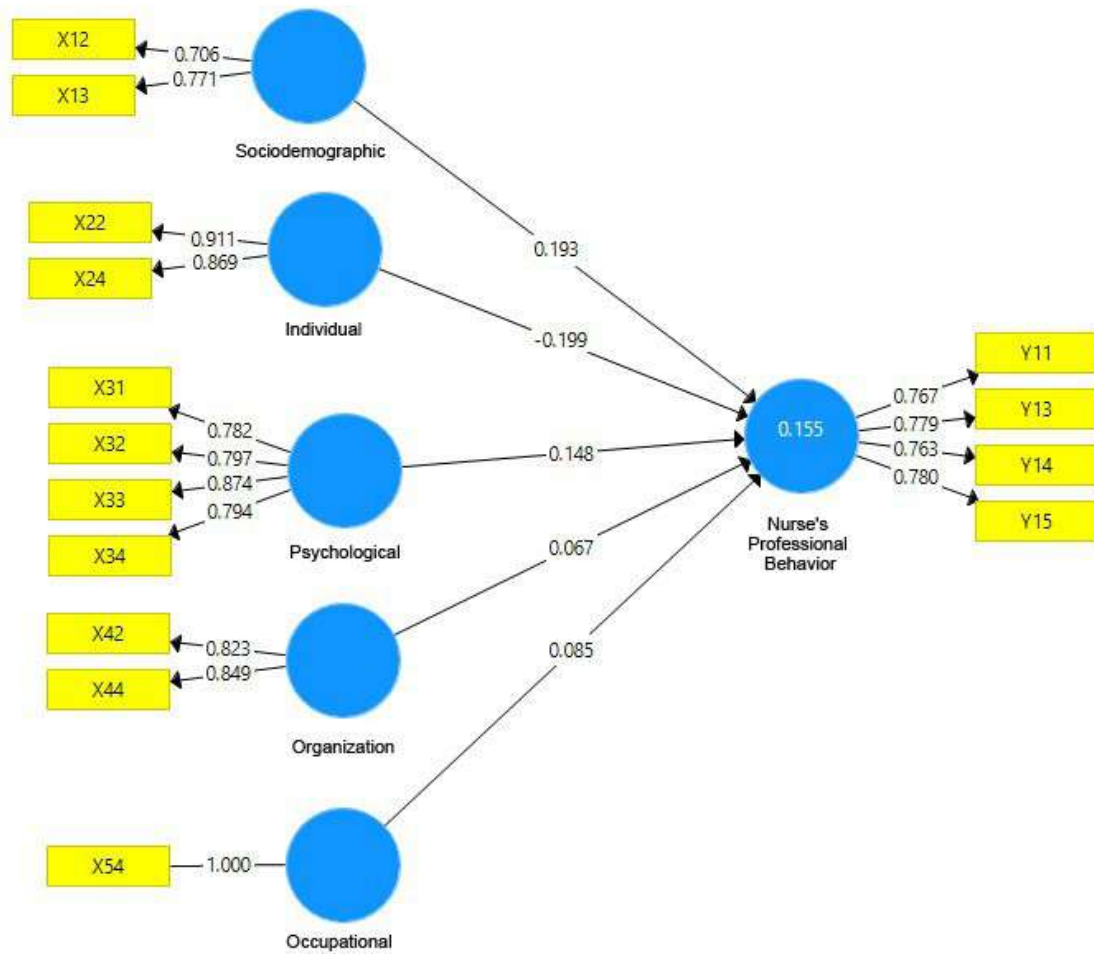 X12
0.706
0.771
X13
Sociodemographic
0.193
X22
0.911
0.869
X24
Individual
-0.199
X31
0.782
X32
0.797
X33
0.874
0.794
X34
Psychological
0.148
X42
0.823
0.849
X44
Organization
0.067
X54
1.000
Occupational
0.085
0.155
Nurse's
Professional
Behavior
Y11
0.767
Y13
0.779
0.763
Y14
0.780
Y15